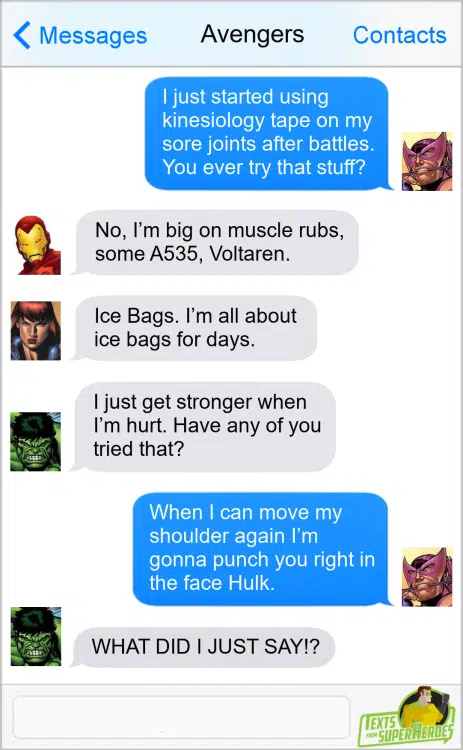 Messages Avengers Contacts
I just started using
kinesiology tape on my
sore joints after battles.
You ever try that stuff?
No, I’m big on muscle rubs,
some A535, Voltaren.
Ice Bags. I’m all about
ice bags for days.
I just get stronger when
I’m hurt. Have any of you
tried that?
When I can move my
shoulder again I’m
gonna punch you right in
the face Hulk.
WHAT DID I JUST SAY!?
TEXTS
FROM SUPERHEROES